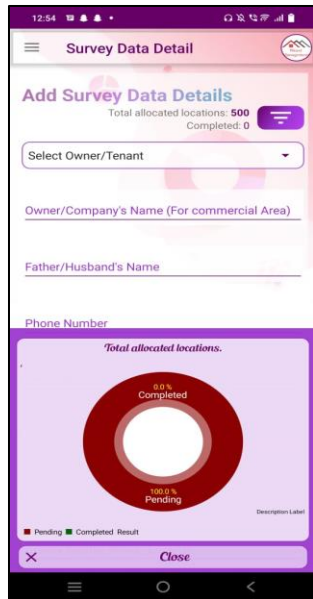 12:54
Survey Data Detail
Add Survey Data Details
Total allocated locations: 500
Completed: 0
Select Owner/Tenant
Owner/Company's Name (For commercial Area)
Father/Husband's Name
Phone Number
Total allocated locations.
0.0 %
Completed
100.0 %
Pending
Description Label
Pending Completed Result
Close